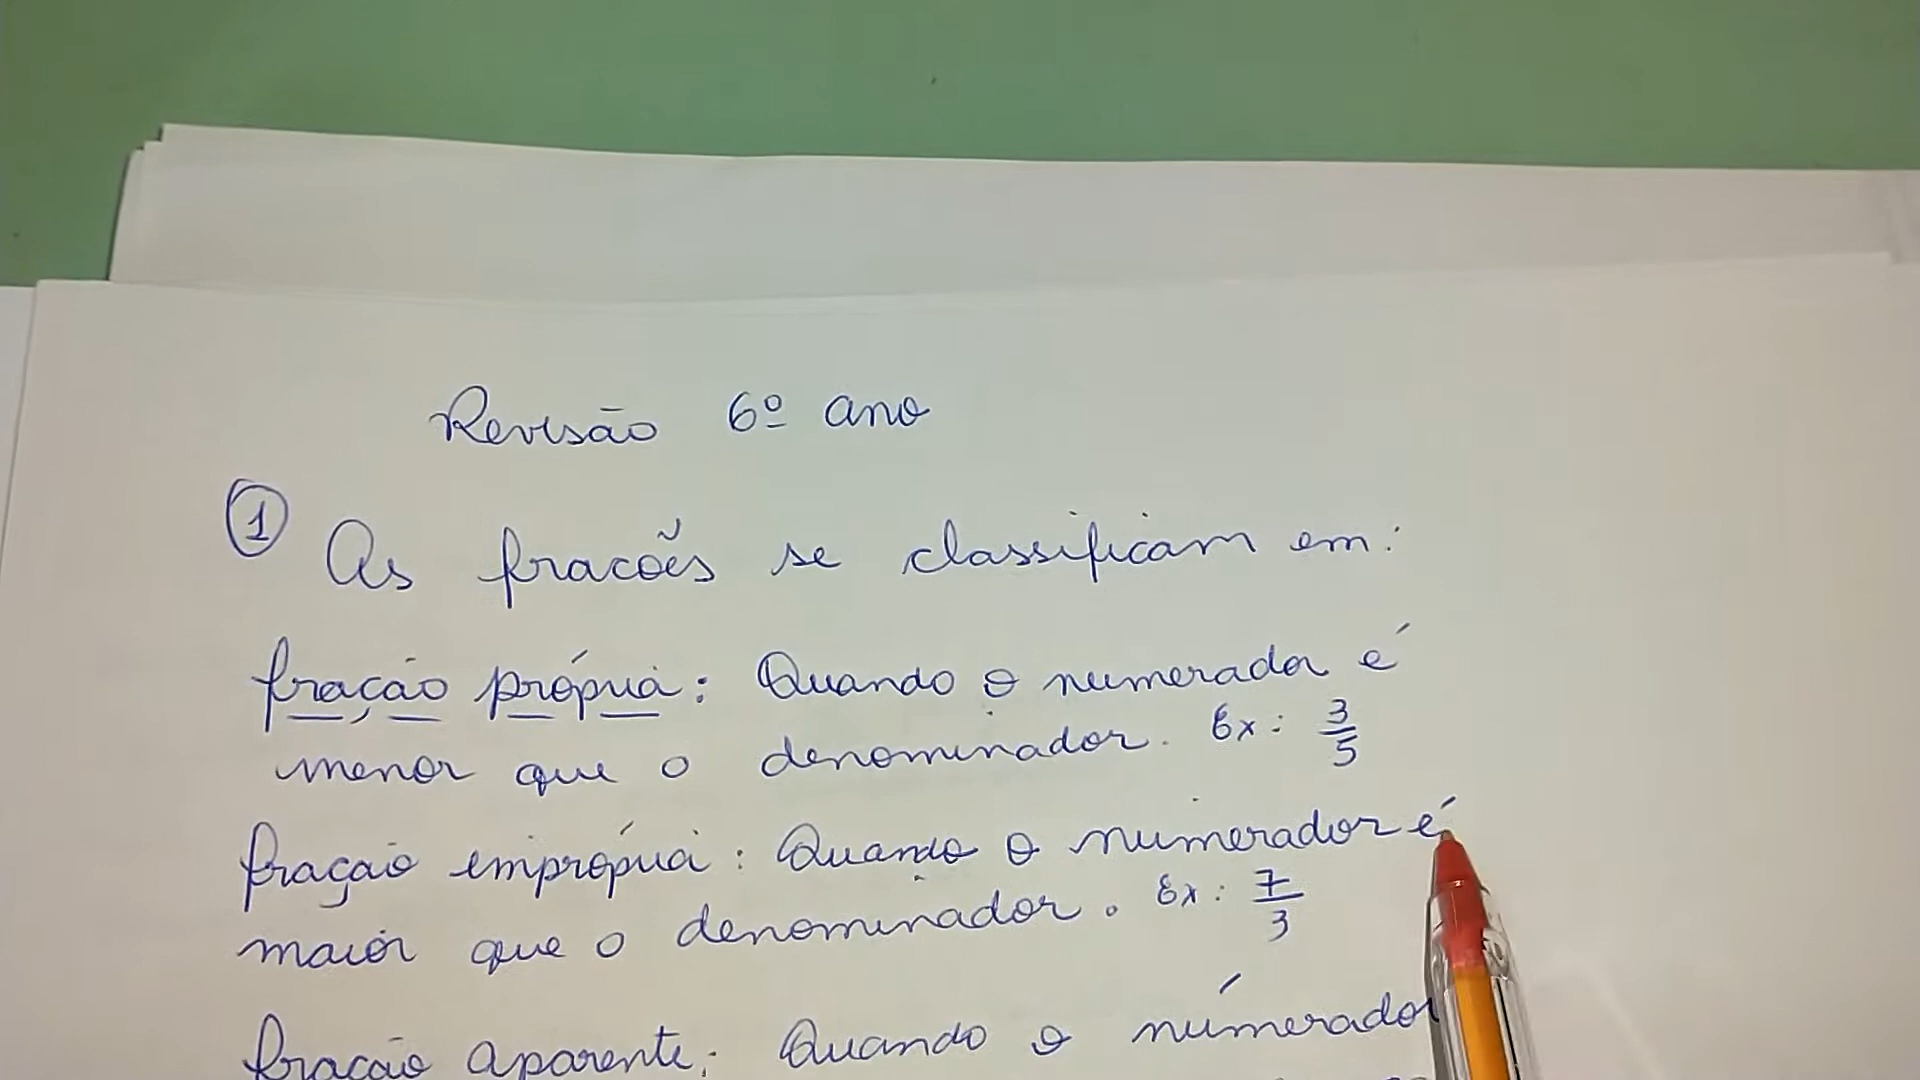 Revisão 6º ano
① As fracões se classificam em:
fração própria: Quando o numerador é
menor que o denominador. Ex: 3/5
fração imprópria: Quando o numerador é
maior que o denominador. Ex: 7/3
fração aparente: Quando o numerador